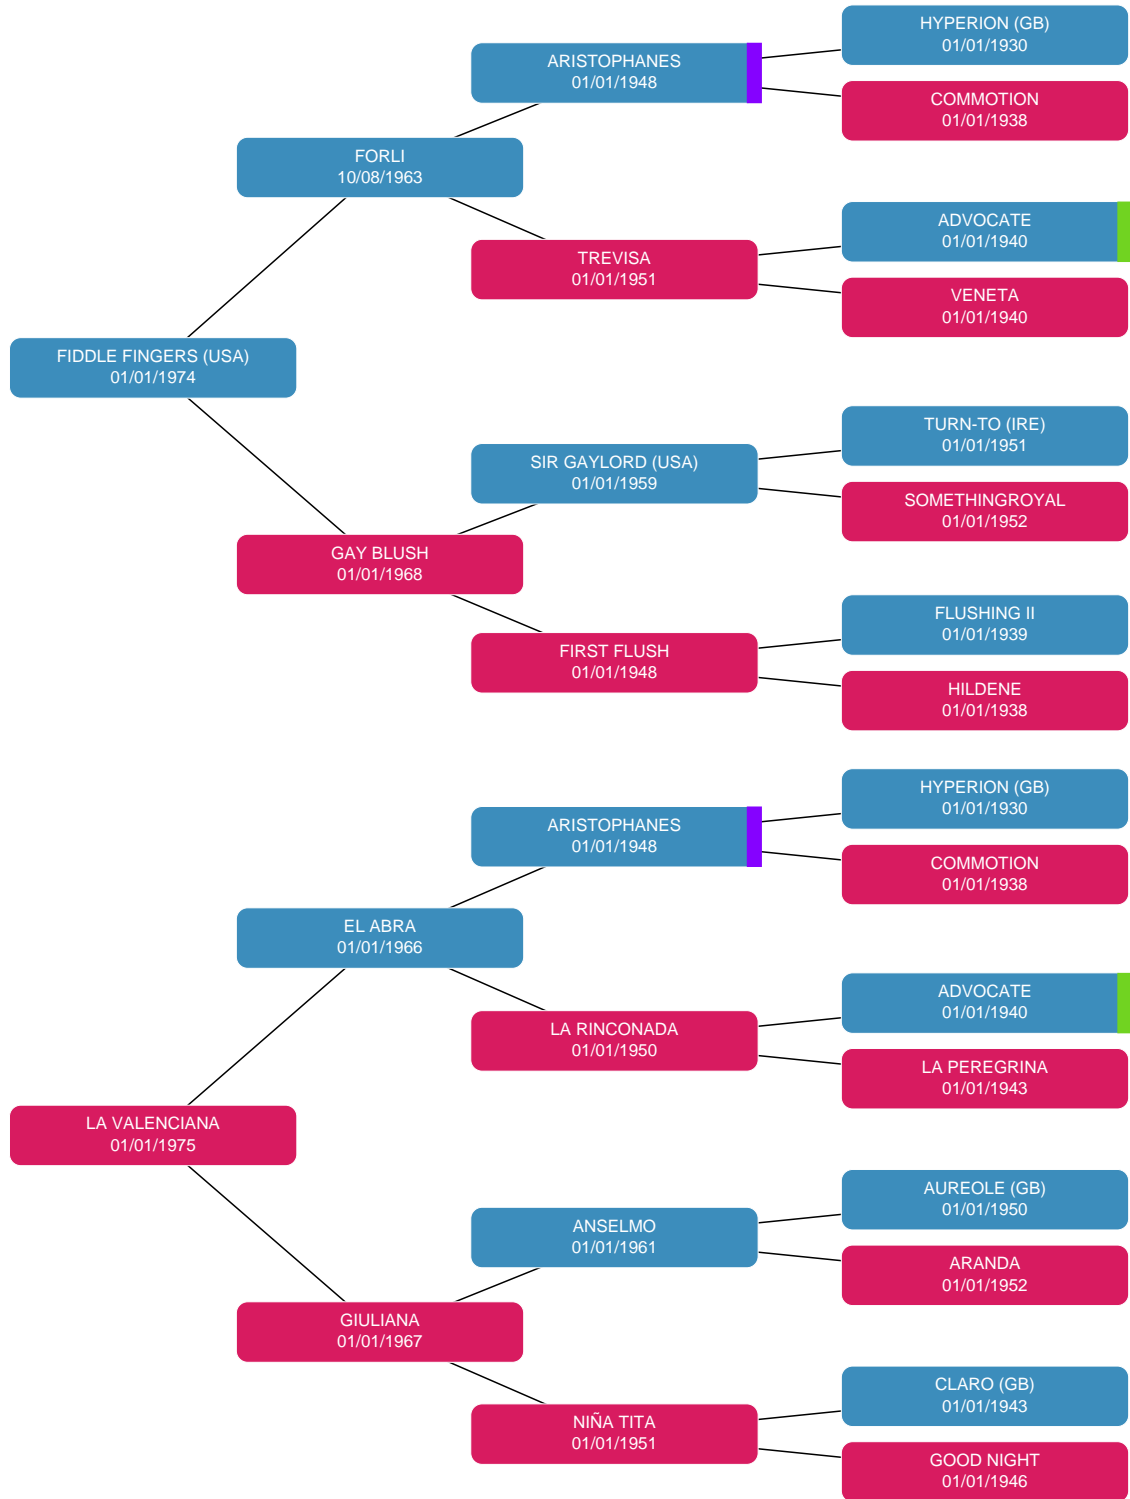 HYPERION (GB)
01/01/1930
ARISTOPHANES
01/01/1948
COMMOTION
01/01/1938
FORLI
10/08/1963
ADVOCATE
01/01/1940
TREVISA
01/01/1951
VENETA
01/01/1940
FIDDLE FINGERS (USA)
01/01/1974
TURN-TO (IRE)
01/01/1951
SIR GAYLORD (USA)
01/01/1959
SOMETHINGROYAL
01/01/1952
GAY BLUSH
01/01/1968
FLUSHING II
01/01/1939
FIRST FLUSH
01/01/1948
HILDENE
01/01/1938
HYPERION (GB)
01/01/1930
ARISTOPHANES
01/01/1948
COMMOTION
01/01/1938
EL ABRA
01/01/1966
ADVOCATE
01/01/1940
LA RINCONADA
01/01/1950
LA PEREGRINA
01/01/1943
LA VALENCIANA
01/01/1975
AUREOLE (GB)
01/01/1950
ANSELMO
01/01/1961
ARANDA
01/01/1952
GIULIANA
01/01/1967
CLARO (GB)
01/01/1943
NIÑA TITA
01/01/1951
GOOD NIGHT
01/01/1946